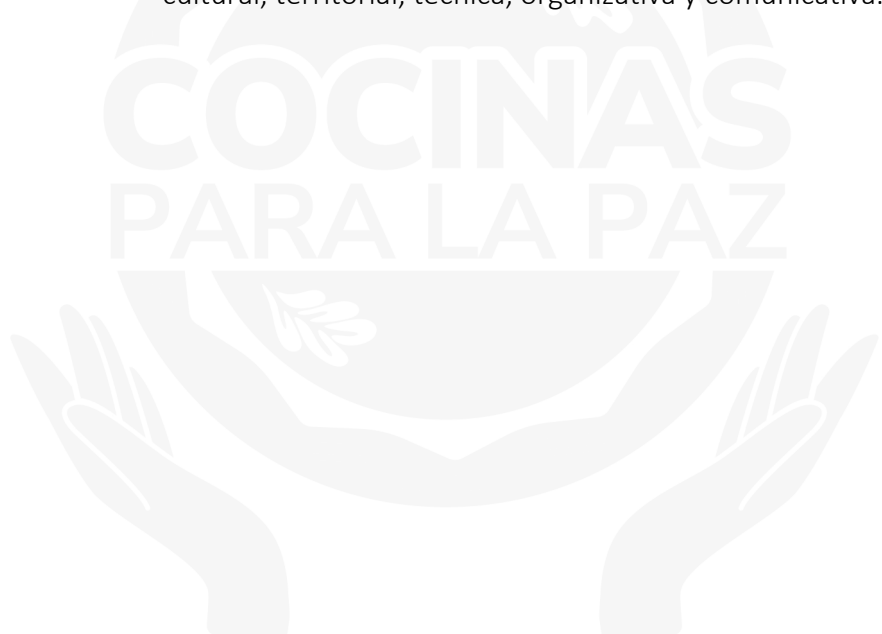 cultural, territorial, técnica, organizativa y comunicativa.
COCINAS
PARA LA PAZ